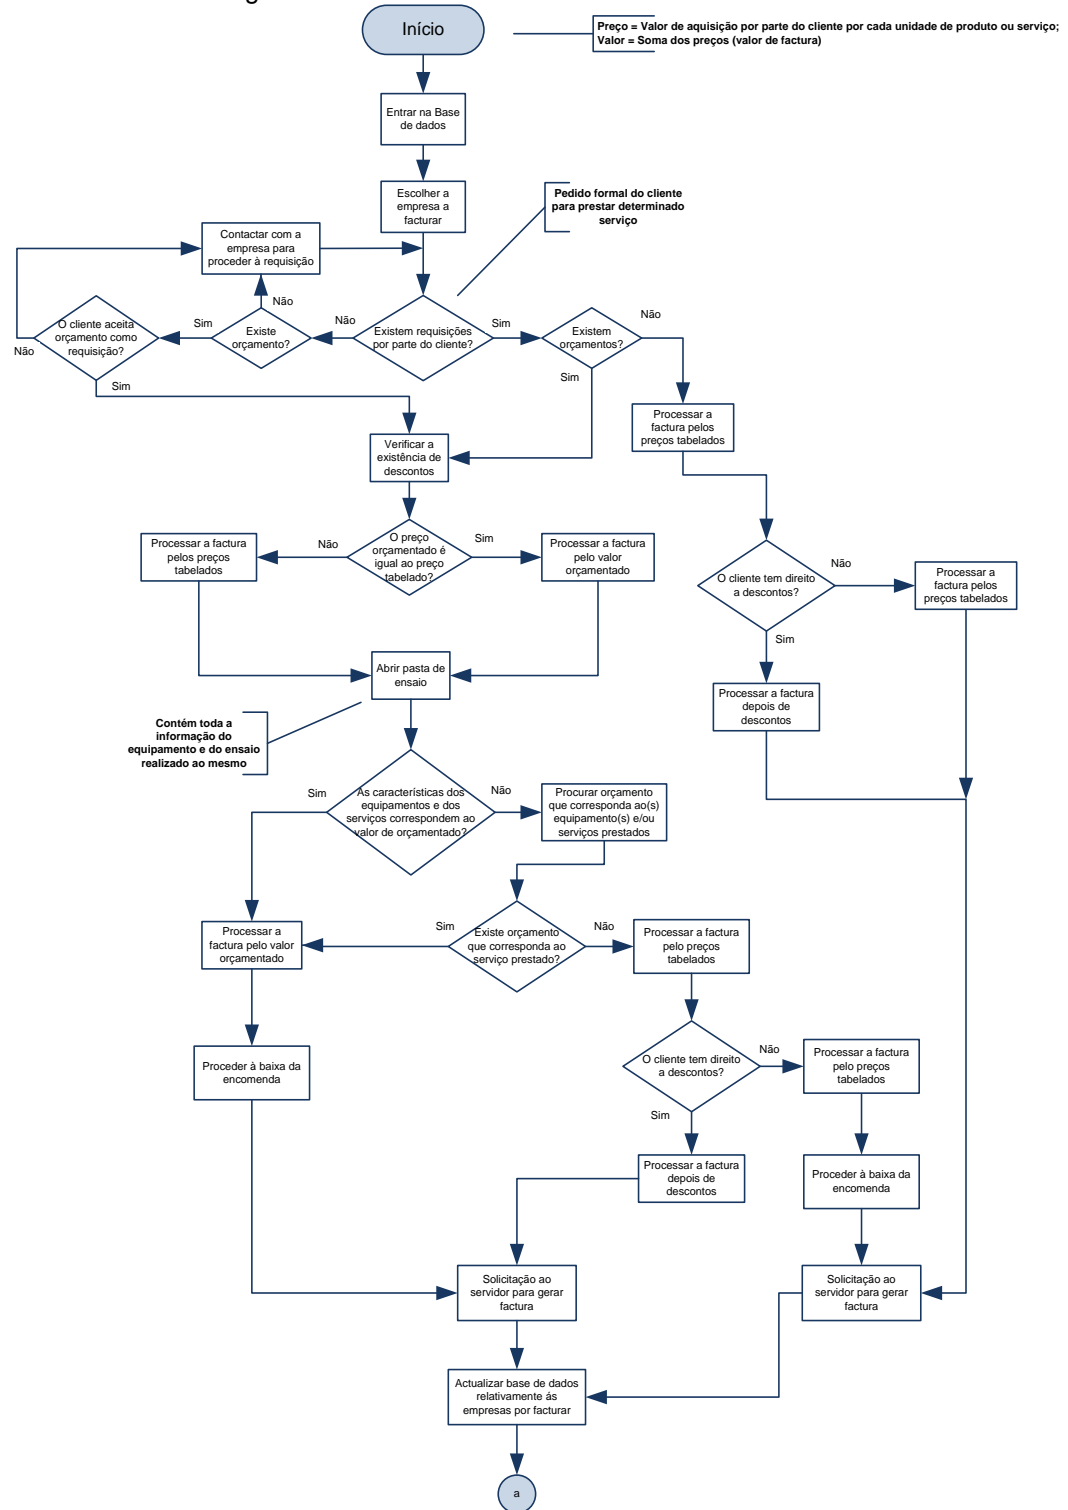 Início
Preço = Valor de aquisição por parte do cliente por cada unidade de produto ou serviço;
Valor = Soma dos preços (valor de factura)
Entrar na Base
de dados
Escolher a
empresa a
facturar
Pedido formal do cliente
para prestar determinado
serviço
Contactar com a
empresa para
proceder à requisição
Não
O cliente aceita
orçamento como
requisição?
Não
Sim
Sim
Existe
orçamento?
Não
Existem requisições
por parte do cliente?
Sim
Existem
orçamentos?
Não
Sim
Processar a
factura pelos
preços tabelados
Verificar a
existência de
descontos
O preço
orçamentado é
igual ao preço
tabelado?
Não
Sim
Processar a factura
pelos preços
tabelados
Processar a factura
pelo valor
orçamentado
O cliente tem direito
a descontos?
Não
Processar a
factura pelos
preços tabelados
Sim
Processar a factura
depois de
descontos
Abrir pasta de
ensaio
Contém toda a
informação do
equipamento e do ensaio
realizado ao mesmo
As características dos
equipamentos e dos
serviços correspondem ao
valor de orçamentado?
Sim
Não
Procurar orçamento
que corresponda ao(s)
equipamento(s) e/ou
serviços prestados
Processar a
factura pelo valor
orçamentado
Sim
Existe orçamento
que corresponda ao
serviço prestado?
Não
Processar a factura
pelo preços
tabelados
Proceder à baixa da
encomenda
O cliente tem direito
a descontos?
Não
Processar a factura
pelo preços
tabelados
Sim
Processar a factura
depois de
descontos
Proceder à baixa da
encomenda
Solicitação ao
servidor para gerar
factura
Solicitação ao
servidor para gerar
factura
Actualizar base de dados
relativamente ás
empresas por facturar
a